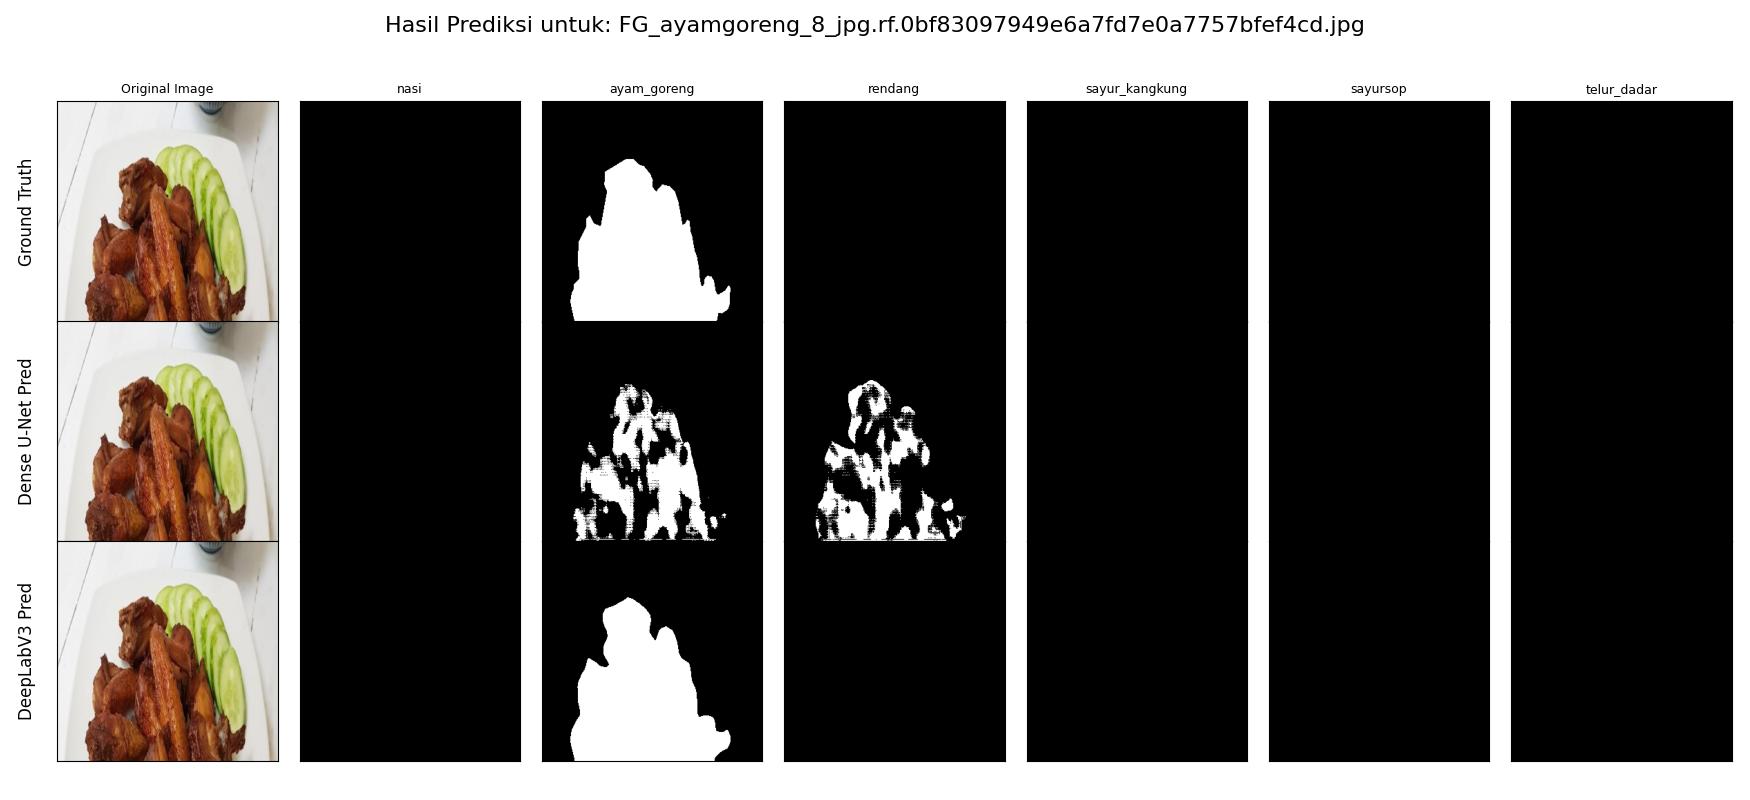 Hasil Prediksi untuk: FG_ayamgoreng_8_jpg.rf.0bf83097949e6a7fd7e0a7757bfef4cd.jpg
Original Image
nasi
ayam_goreng
rendang
sayur_kangkung
sayursop
telur_dadar
Ground Truth
Dense U-Net Pred
DeepLabV3 Pred